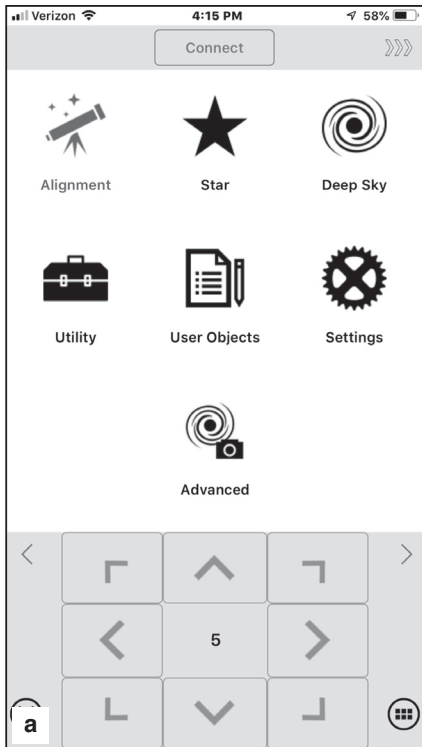 Verizon 4:15 PM 58%
Connect
Alignment Star Deep Sky
Utility User Objects Settings
Advanced
5
a